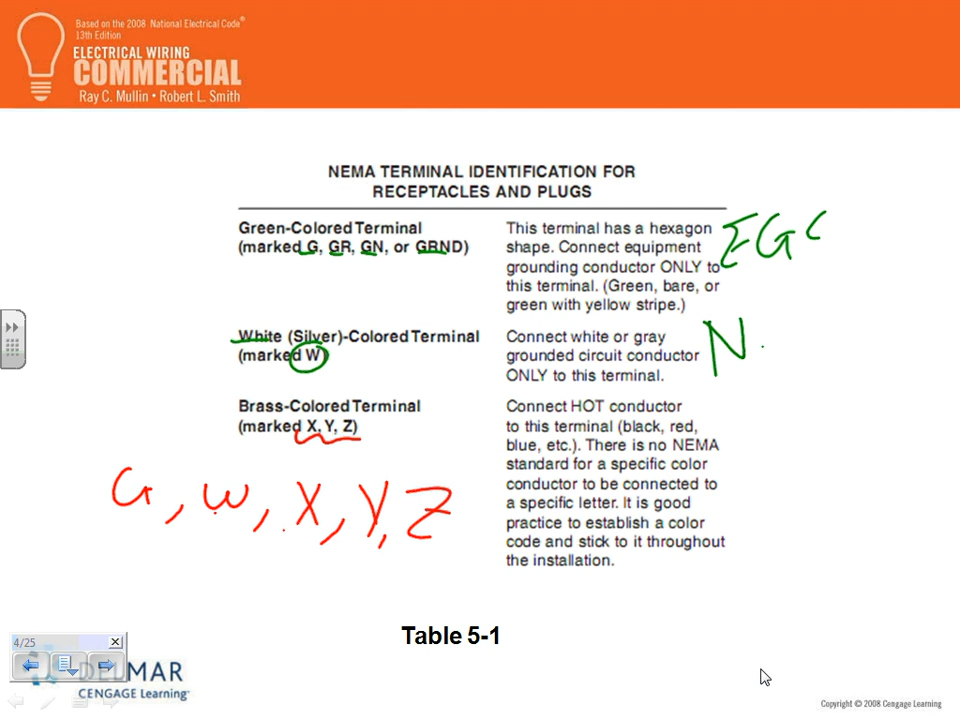 Based on the 2008 National Electrical Code®
13th Edition
ELECTRICAL WIRING
COMMERCIAL
Ray C. Mullin • Robert L. Smith
NEMA TERMINAL IDENTIFICATION FOR
RECEPTACLES AND PLUGS
Green-Colored Terminal
(marked G, GR, GN, or GRND)
This terminal has a hexagon
shape. Connect equipment
grounding conductor ONLY to
this terminal. (Green, bare, or
green with yellow stripe.)
EGC
White (Silver)-Colored Terminal
(marked W)
Connect white or gray
grounded circuit conductor
ONLY to this terminal.
N
Brass-Colored Terminal
(marked X, Y, Z)
Connect HOT conductor
to this terminal (black, red,
blue, etc.). There is no NEMA
standard for a specific color
conductor to be connected to
a specific letter. It is good
practice to establish a color
code and stick to it throughout
the installation.
G, W, X, Y, Z
Table 5-1
4/25
DELMAR
CENGAGE Learning
Copyright © 2008 Cengage Learning